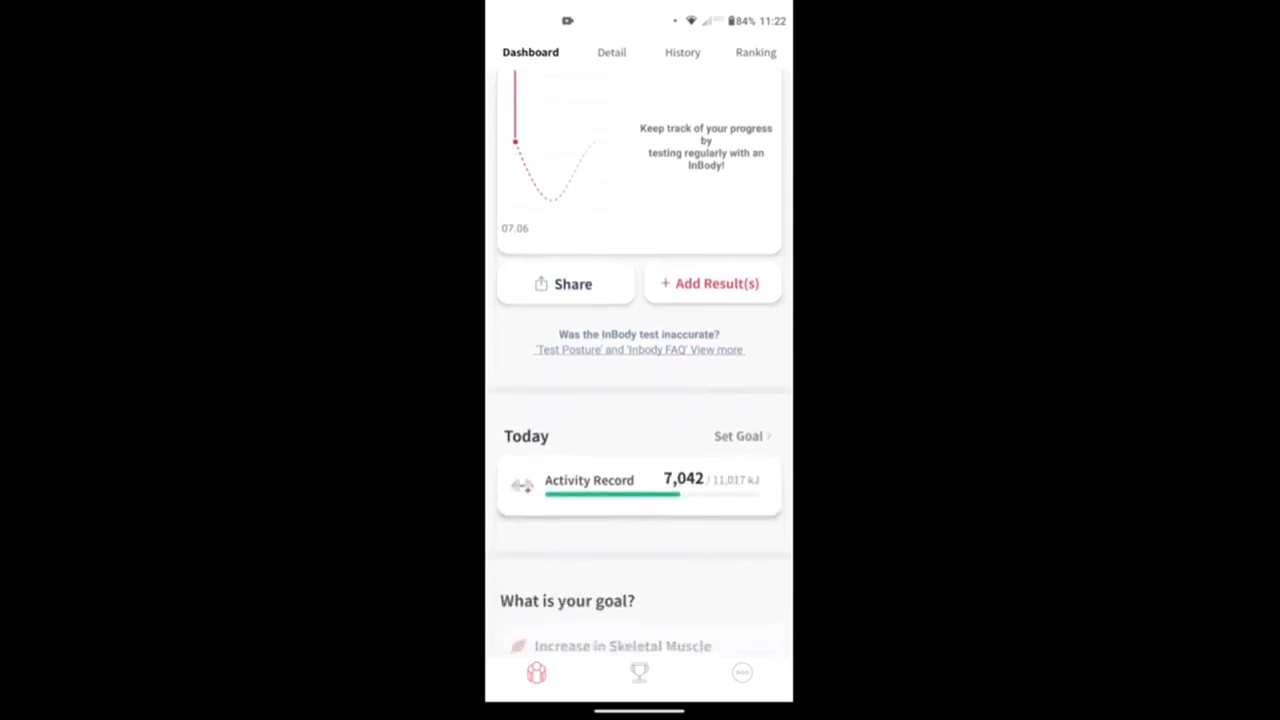 84% 11:22
Dashboard Detail History Ranking
Keep track of your progress
by
testing regularly with an
InBody!
07.06
Share + Add Result(s)
Was the InBody test inaccurate?
'Test Posture' and 'Inbody FAQ' View more
Today Set Goal >
Activity Record 7,042 / 11,017 kJ
What is your goal?
Increase in Skeletal Muscle